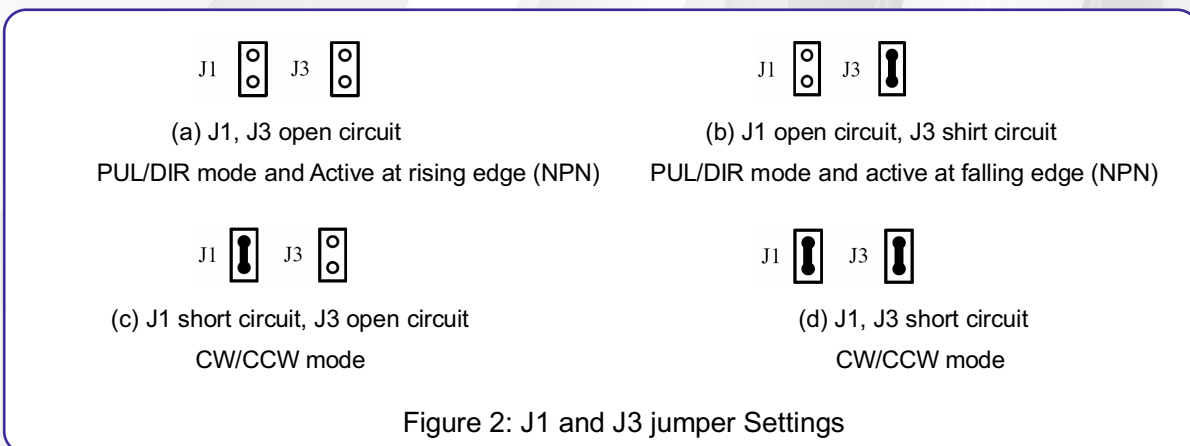 J1 J3
(a) J1, J3 open circuit
PUL/DIR mode and Active at rising edge (NPN)
J1 J3
(b) J1 open circuit, J3 shirt circuit
PUL/DIR mode and active at falling edge (NPN)
J1 J3
(c) J1 short circuit, J3 open circuit
CW/CCW mode
J1 J3
(d) J1, J3 short circuit
CW/CCW mode
Figure 2: J1 and J3 jumper Settings